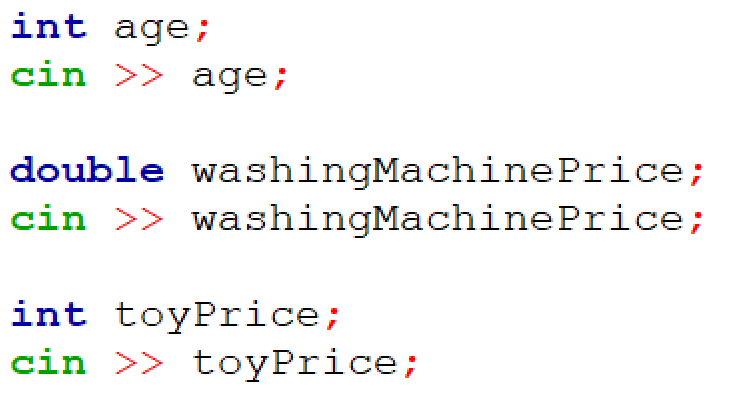 int age;
cin >> age;
double washingMachinePrice;
cin >> washingMachinePrice;
int toyPrice;
cin >> toyPrice;